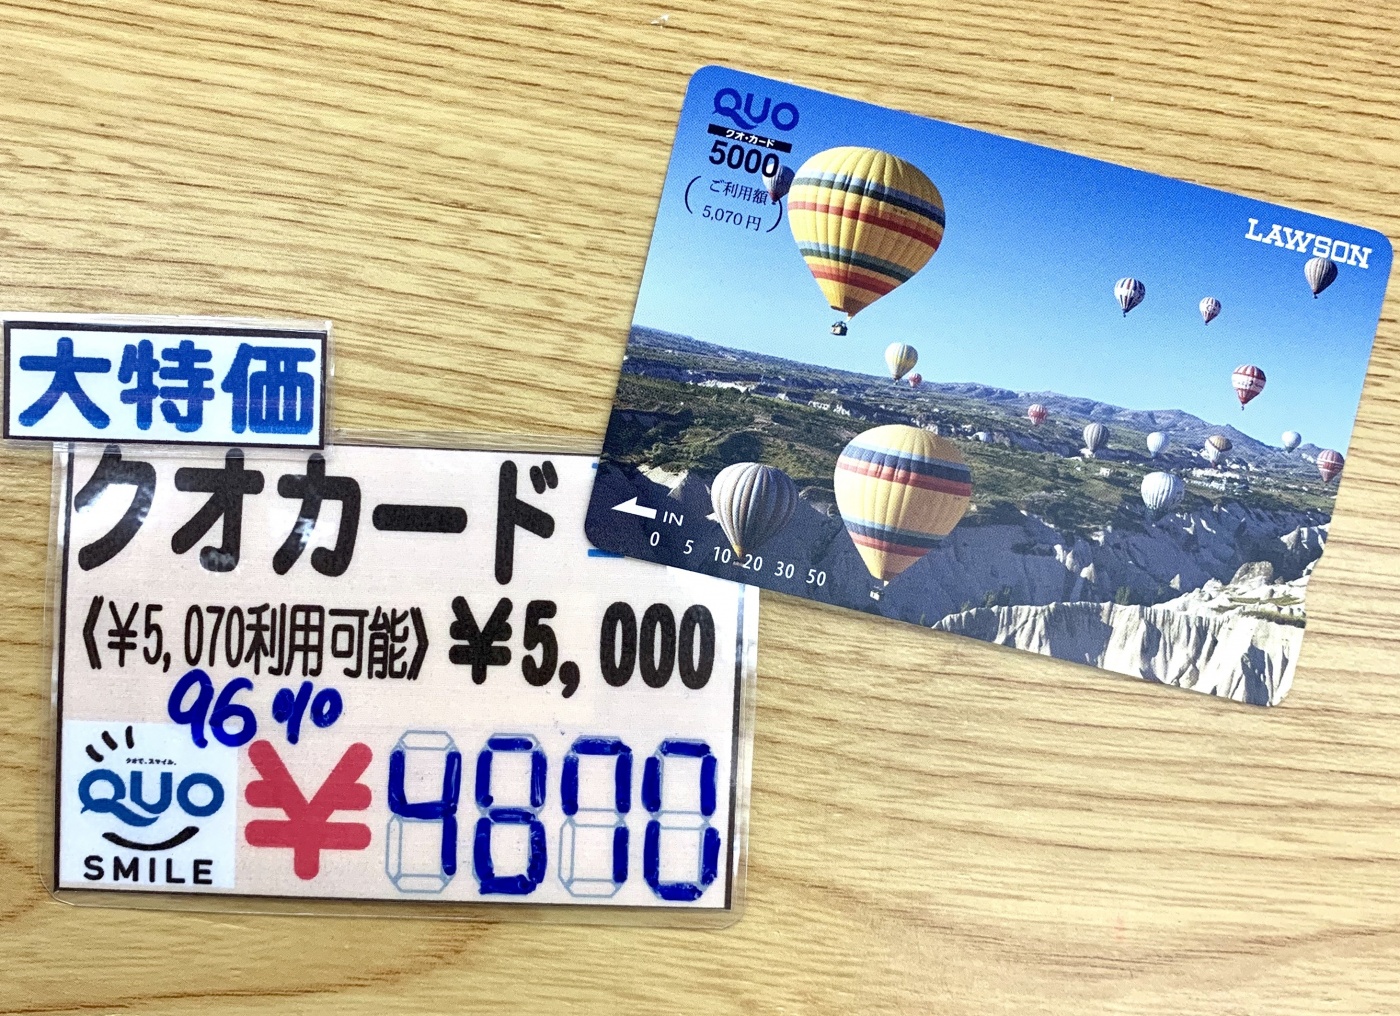 QUO
クオ・カード
5000
(ご利用額
5,070円)
LAWSON
IN
0 5 10 20 30 50
大特価
クオカード
《¥5,070利用可能》 ¥5,000
96%
クオで、スマイル。
QUO
SMILE
¥4870